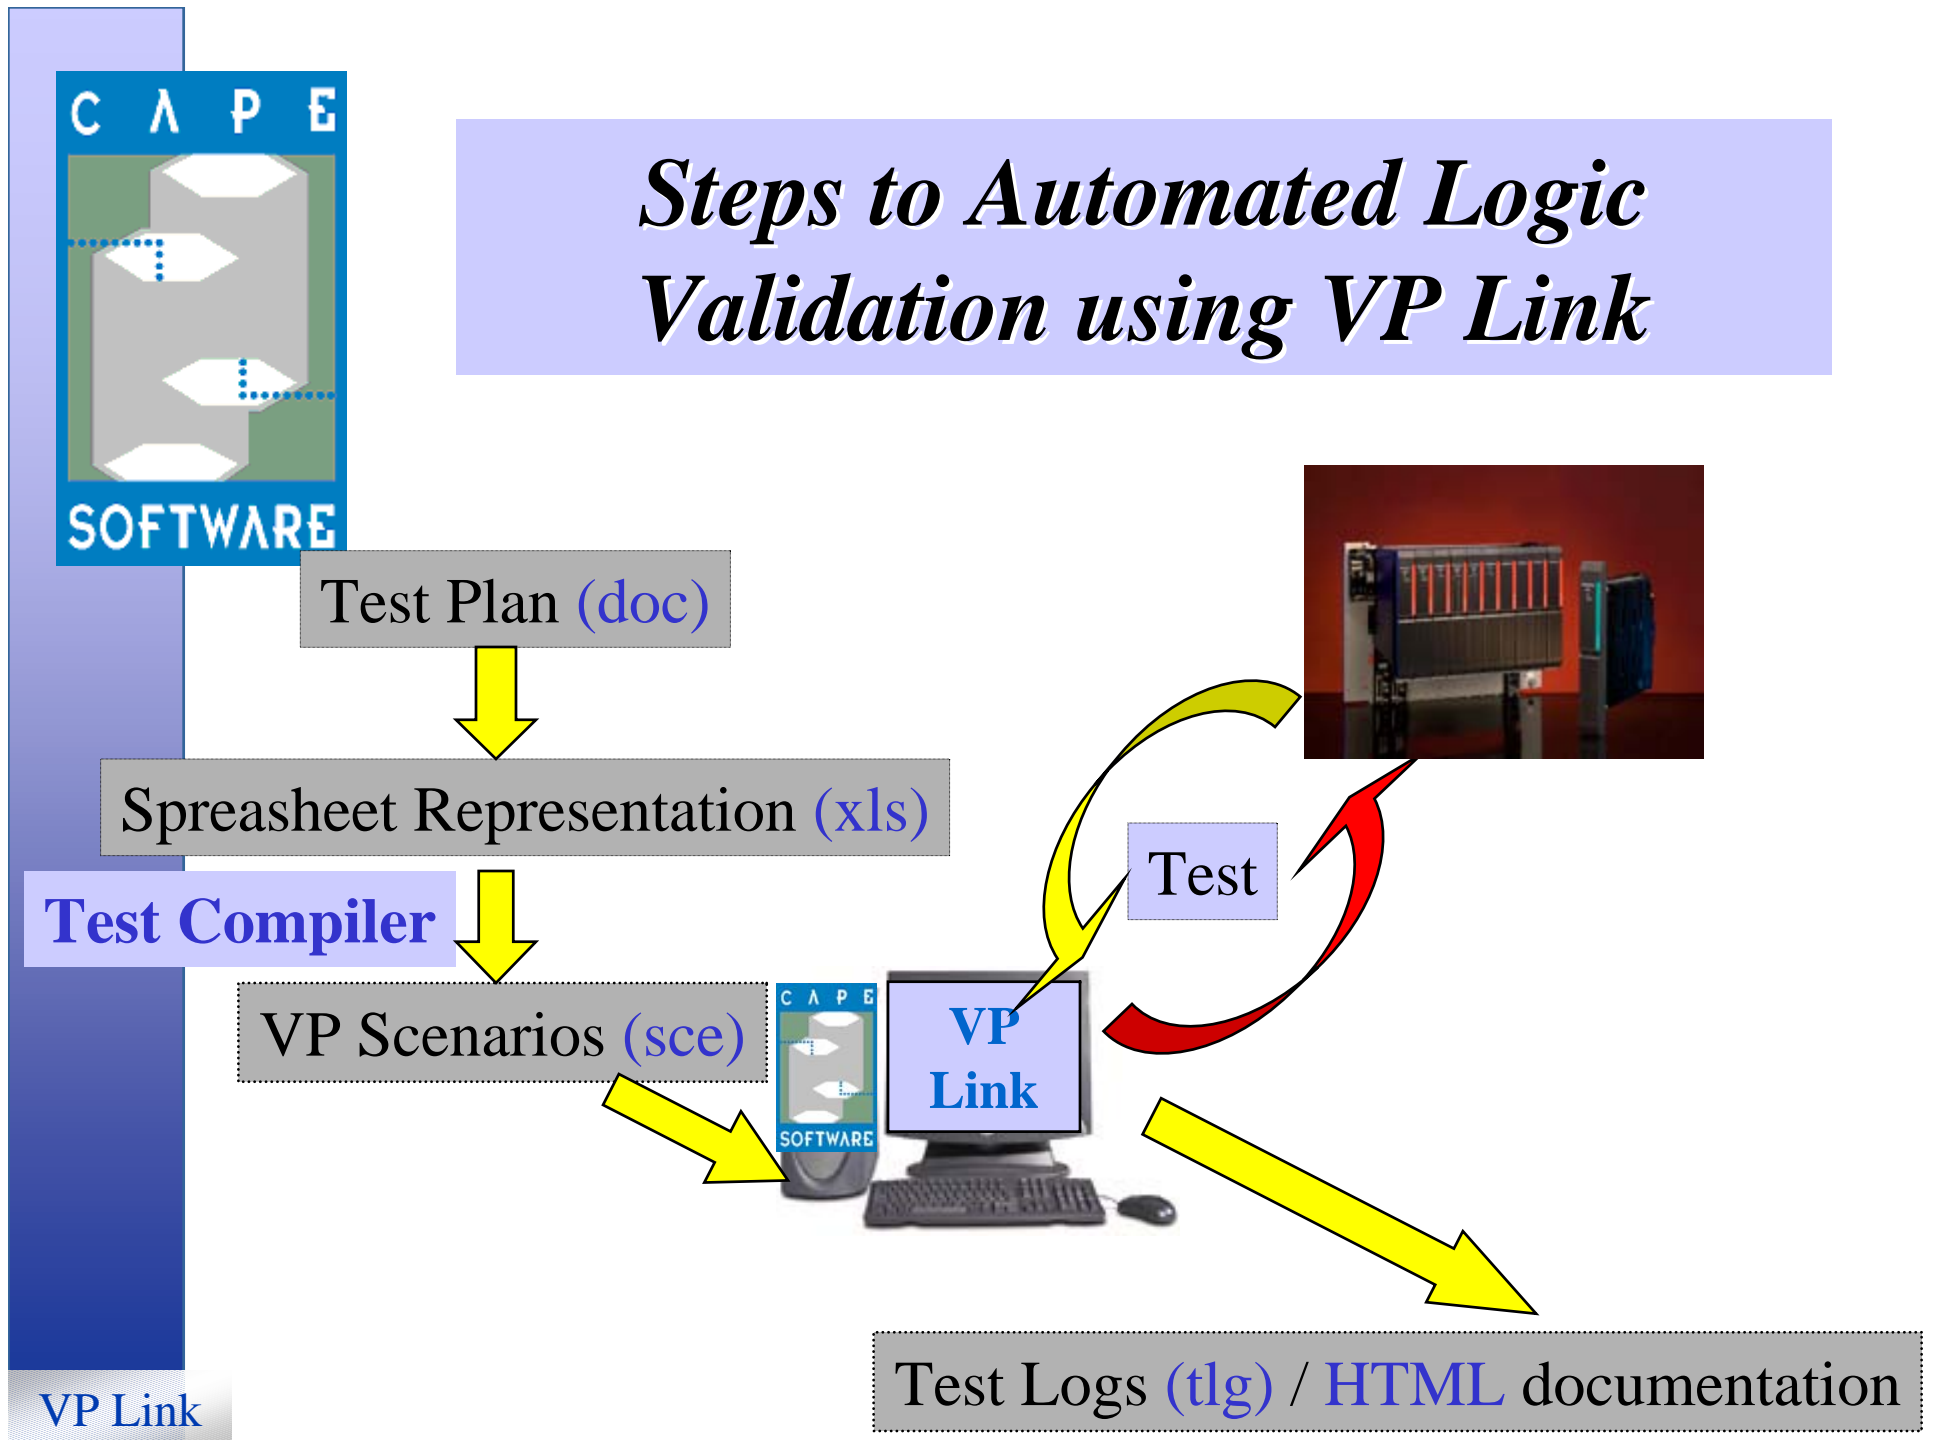 C A P E
SOFTWARE
Steps to Automated Logic
Validation using VP Link
Test Plan (doc)
Spreasheet Representation (xls)
Test Compiler
VP Scenarios (sce)
Test
C A P E
SOFTWARE
VP
Link
Test Logs (tlg) / HTML documentation
VP Link